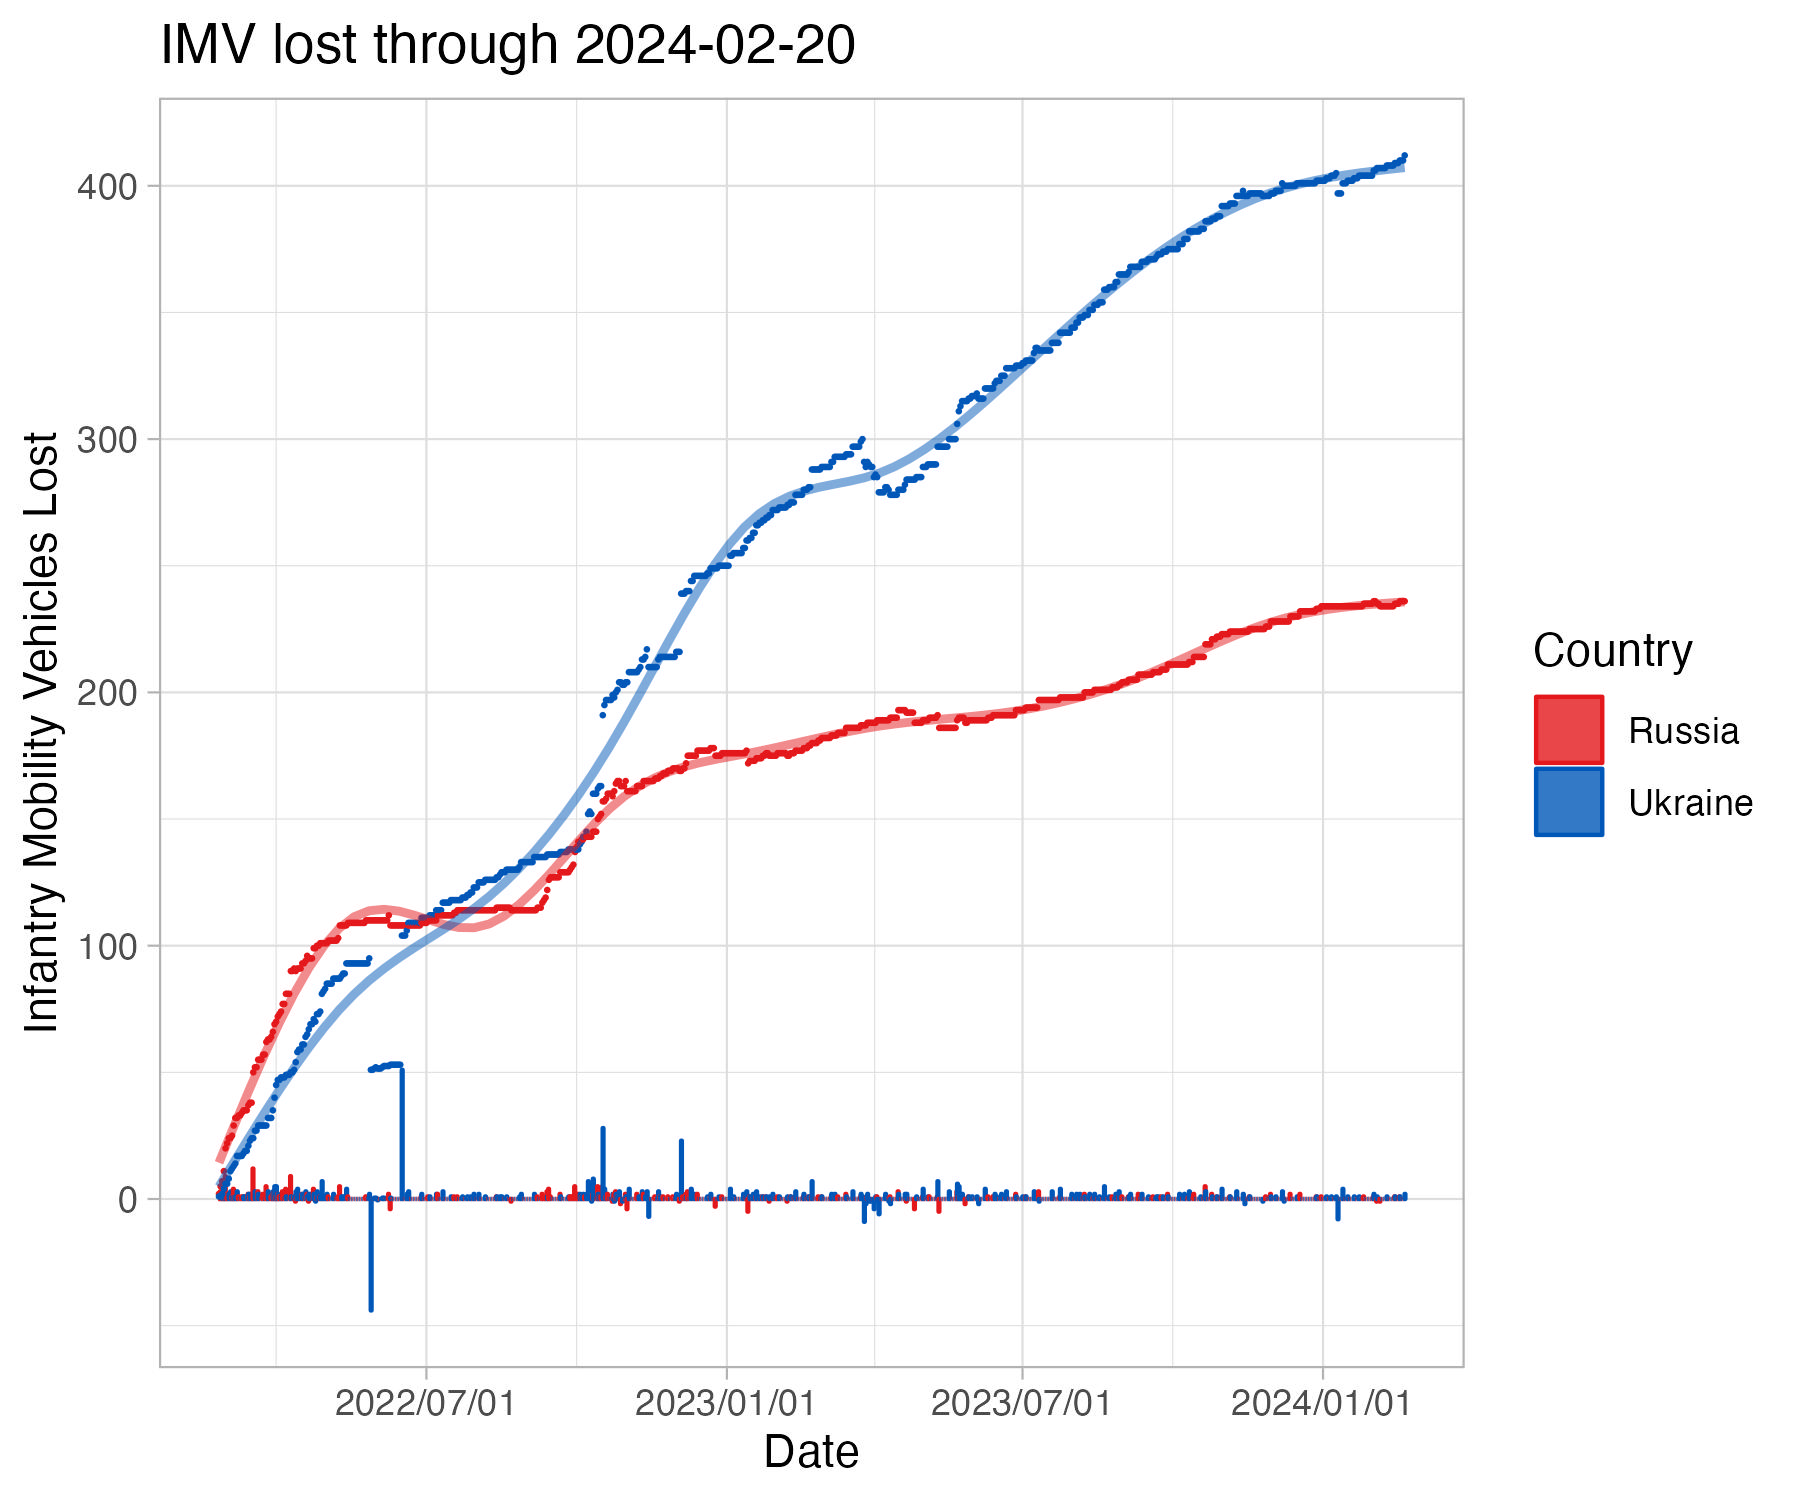 IMV lost through 2024-02-20
Infantry Mobility Vehicles Lost
400
300
200
100
0
2022/07/01
2023/01/01
2023/07/01
2024/01/01
Date
Country
Russia
Ukraine